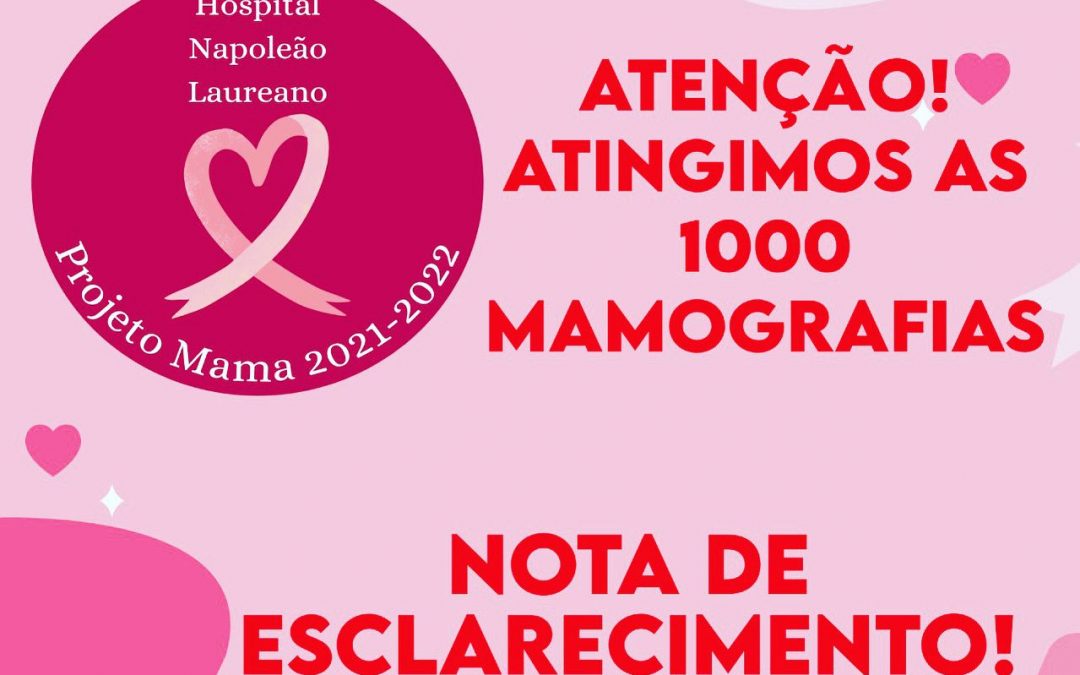 Hospital
Napoleão
Laureano
Projeto Mama 2021-2022
ATENÇÃO!
ATINGIMOS AS
1000
MAMOGRAFIAS
NOTA DE
ESCLARECIMENTO!